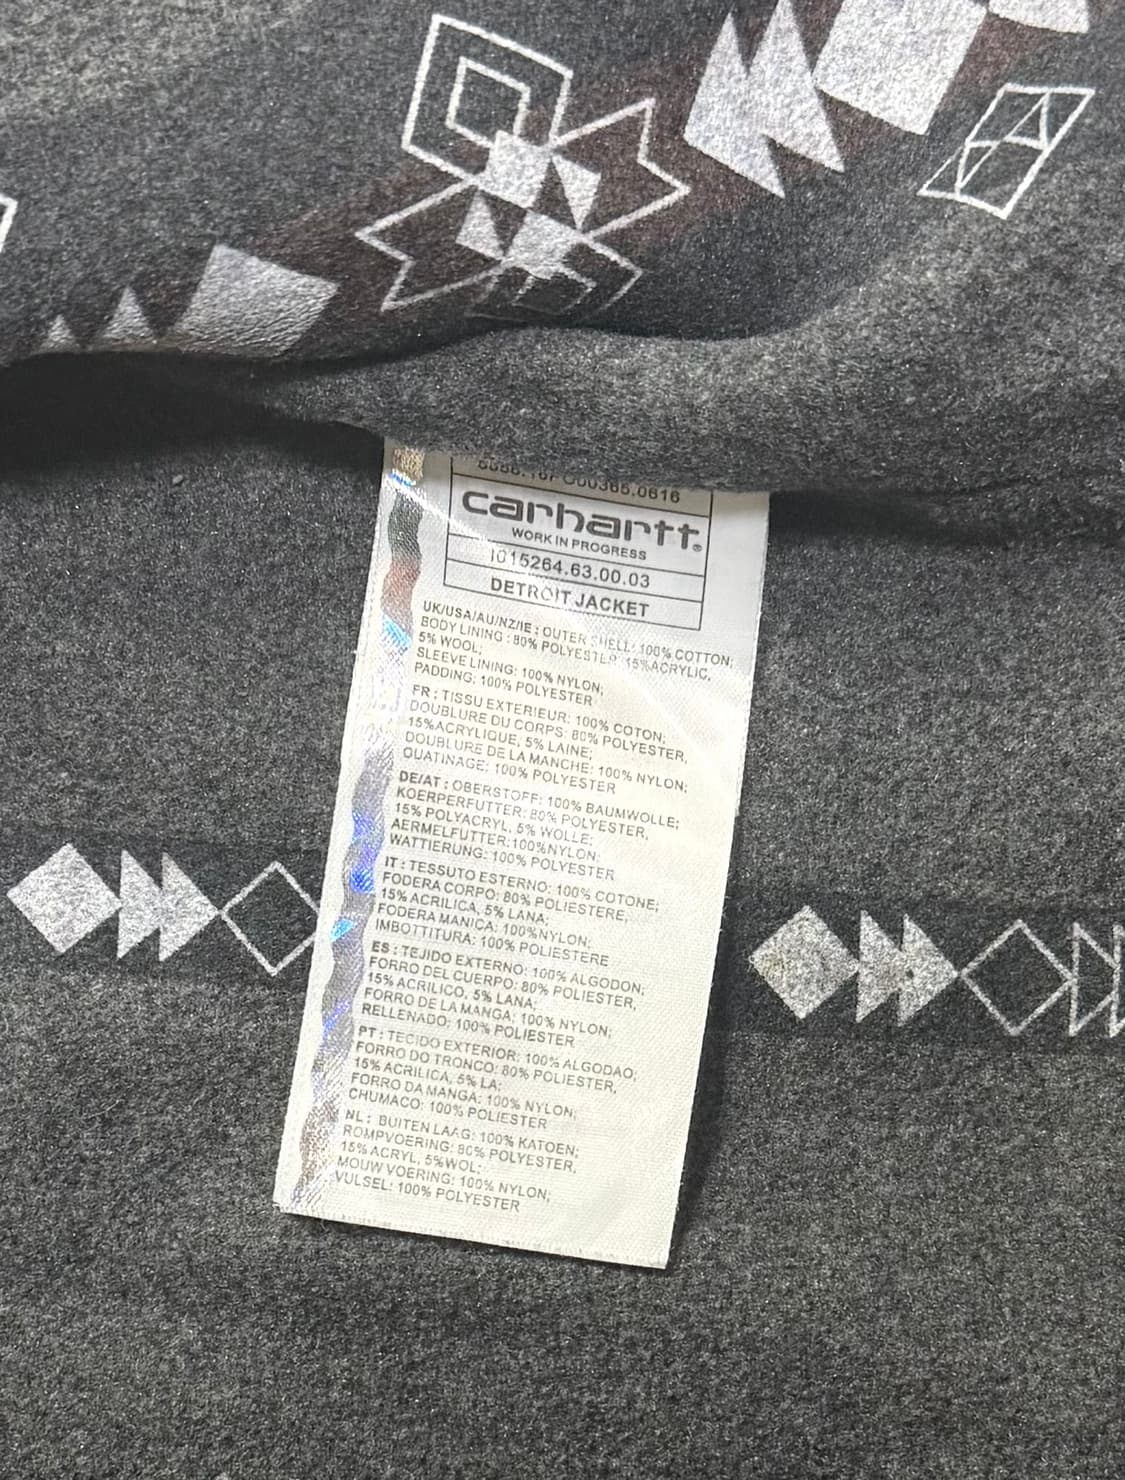 carhartt®
WORK IN PROGRESS
I015264.63.00.03
DETROIT JACKET
UK/USA/AU/NZ/IE : OUTER SHELL: 100% COTTON;
BODY LINING : 80% POLYESTER, 15%ACRYLIC,
5% WOOL;
SLEEVE LINING: 100% NYLON;
PADDING: 100% POLYESTER
FR : TISSU EXTERIEUR: 100% COTON;
DOUBLURE DU CORPS: 80% POLYESTER,
15%ACRYLIQUE, 5% LAINE;
DOUBLURE DE LA MANCHE: 100% NYLON;
OUATINAGE: 100% POLYESTER
DE/AT : OBERSTOFF: 100% BAUMWOLLE;
KOERPERFUTTER: 80% POLYESTER,
15% POLYACRYL, 5% WOLLE;
AERMELFUTTER:100%NYLON;
WATTIERUNG: 100% POLYESTER
IT : TESSUTO ESTERNO: 100% COTONE;
FODERA CORPO: 80% POLIESTERE,
15% ACRILICA, 5% LANA;
FODERA MANICA: 100%NYLON;
IMBOTTITURA: 100% POLIESTERE
ES : TEJIDO EXTERNO: 100% ALGODON;
FORRO DEL CUERPO: 80% POLIESTER,
15% ACRILICO, 5% LANA;
FORRO DE LA MANGA: 100% NYLON;
RELLENADO: 100% POLIESTER
PT : TECIDO EXTERIOR: 100% ALGODAO;
FORRO DO TRONCO: 80% POLIESTER,
15% ACRILICA, 5% LA;
FORRO DA MANGA: 100% NYLON;
CHUMACO: 100% POLIESTER
NL : BUITEN LAAG: 100% KATOEN;
ROMPVOERING: 80% POLYESTER,
15% ACRYL, 5%WOL;
MOUW VOERING: 100% NYLON;
VULSEL: 100% POLYESTER